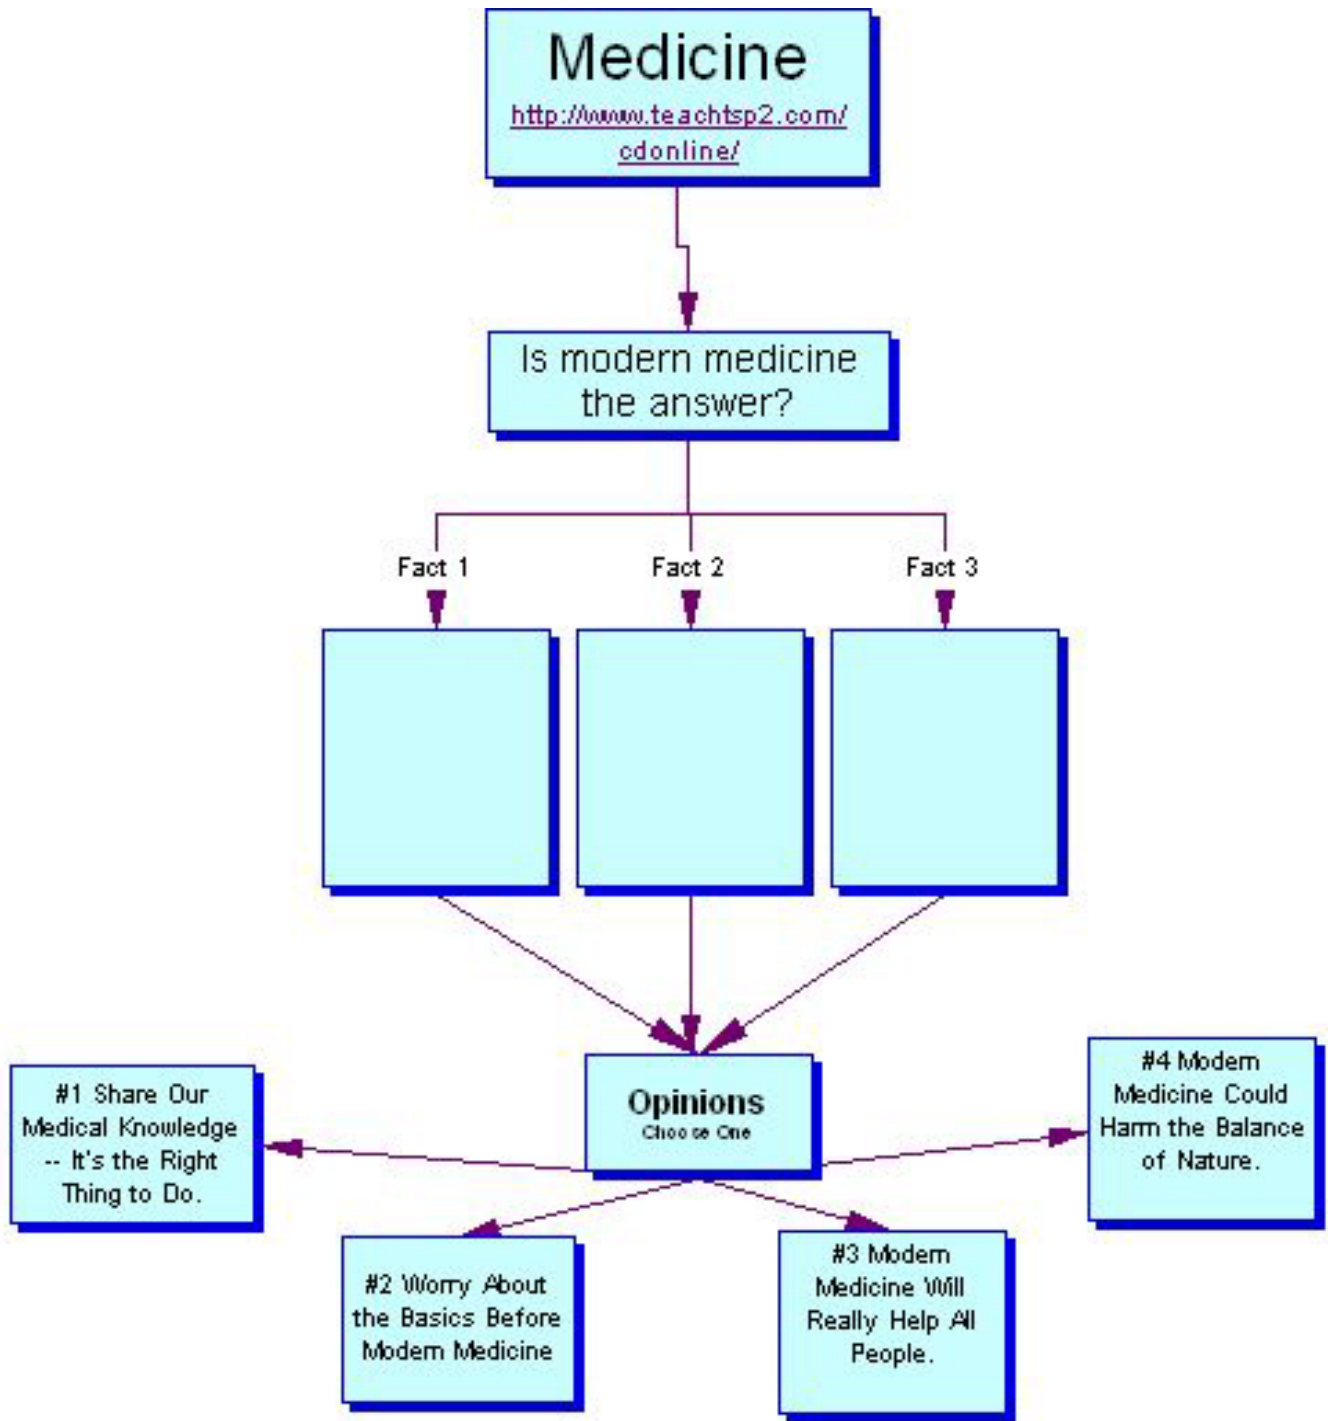 Medicine
http://www.teachtsp2.com/
cdonline/
Is modern medicine
the answer?
Fact 1
Fact 2
Fact 3
Opinions
Choose One
#1 Share Our
Medical Knowledge
-- It's the Right
Thing to Do.
#2 Worry About
the Basics Before
Modern Medicine
#3 Modern
Medicine Will
Really Help All
People.
#4 Modern
Medicine Could
Harm the Balance
of Nature.